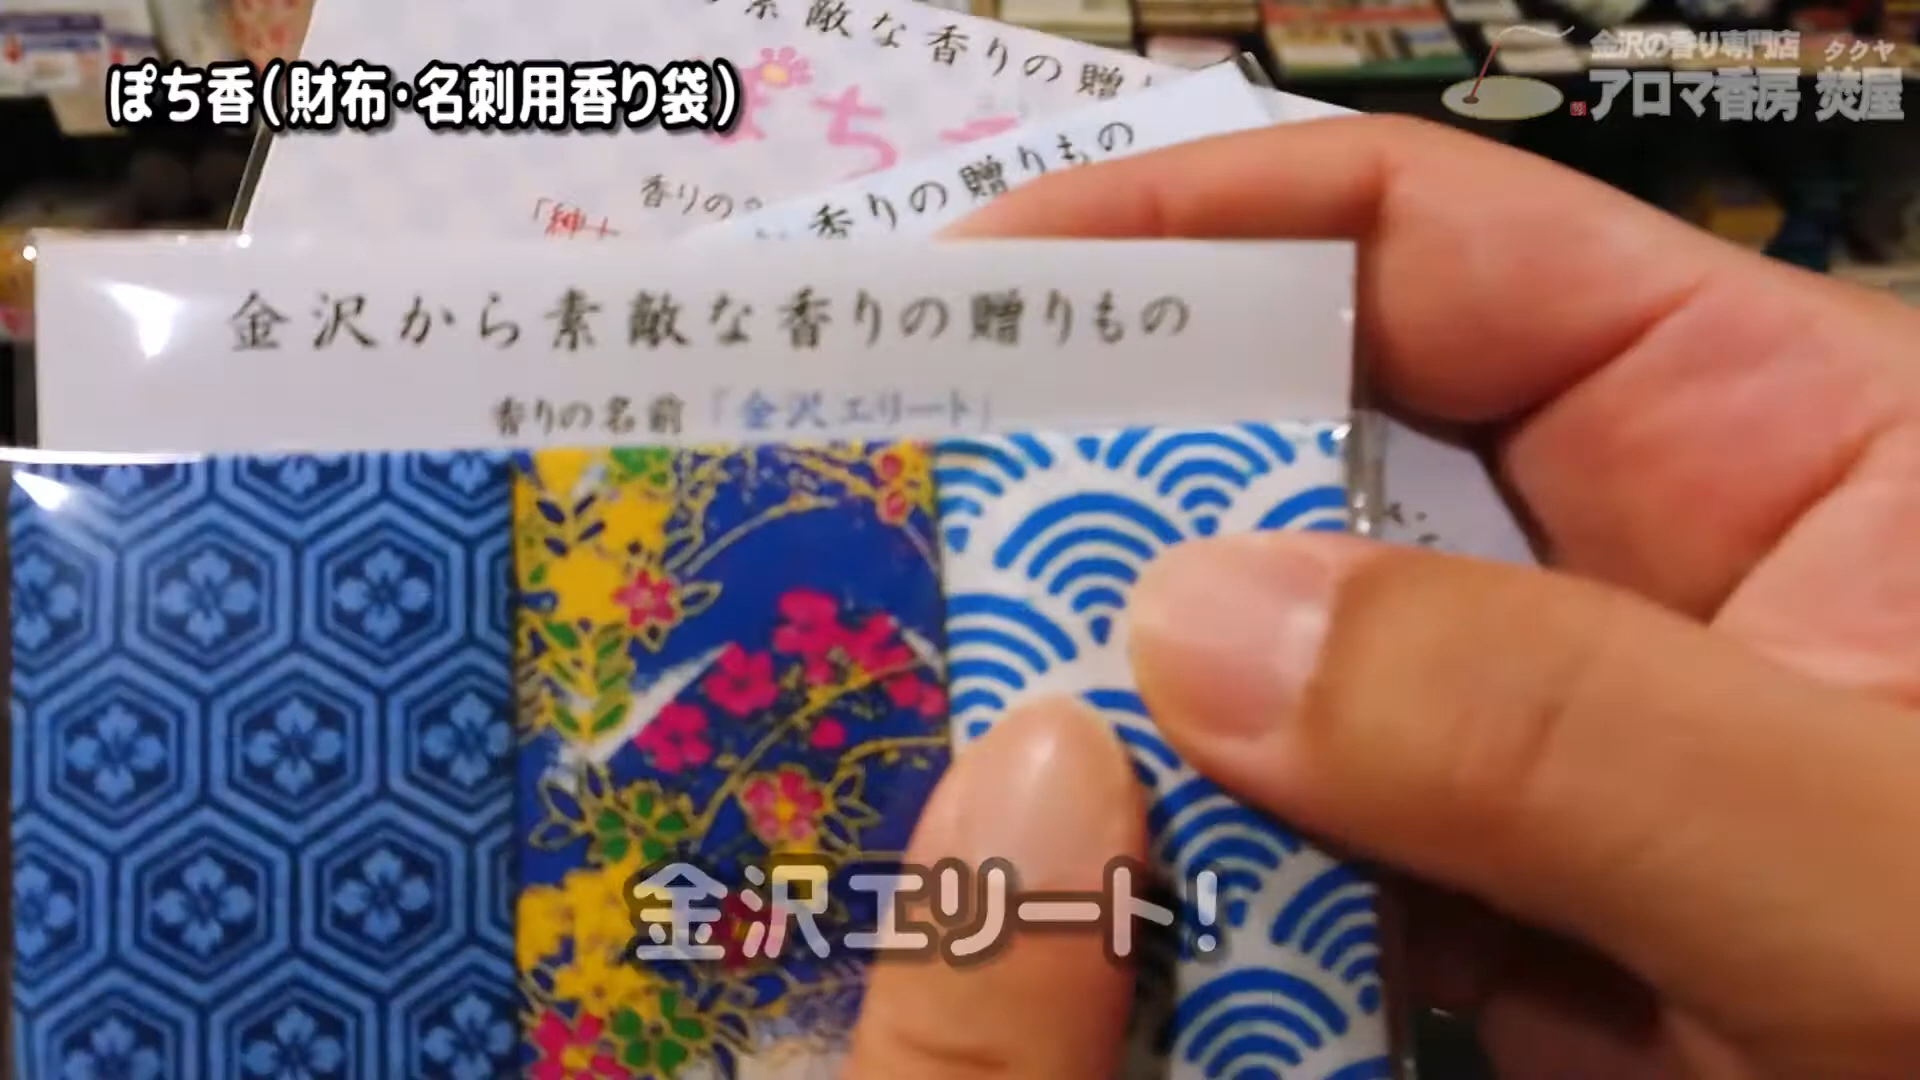 ぽち香(財布･名刺用香り袋)
金沢の香り専門店 タクヤ
アロマ香房 焚屋
素敵な香りの贈
ぽち
香りの
「紳士
香りの贈りもの
金沢から素敵な香りの贈りもの
香りの名前「金沢エリート」
金沢エリート!